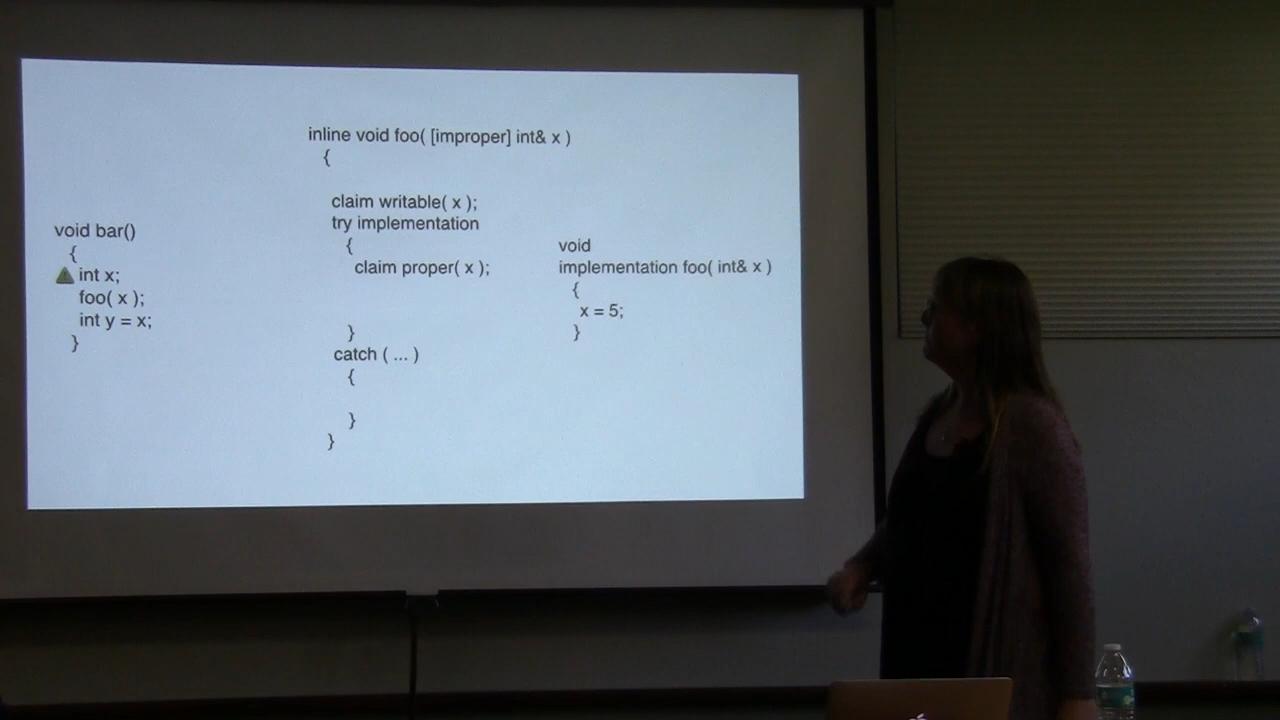 void bar()
{
int x;
foo( x );
int y = x;
}
inline void foo( [improper] int& x )
{
claim writable( x );
try implementation
{
claim proper( x );
}
catch ( ... )
{
}
}
void
implementation foo( int& x )
{
x = 5;
}